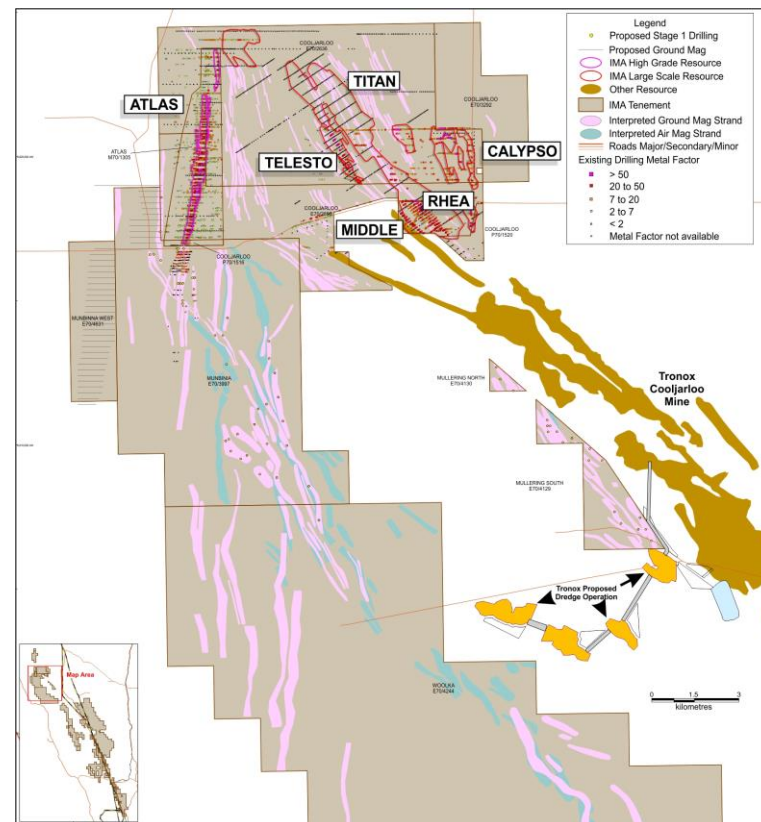 Legend
Proposed Stage 1 Drilling
Proposed Ground Mag
IMA High Grade Resource
IMA Large Scale Resource
Other Resource
IMA Tenement
Interpreted Ground Mag Strand
Interpreted Air Mag Strand
Roads Major/Secondary/Minor
Existing Drilling Metal Factor
> 50
20 to 50
7 to 20
2 to 7
< 2
Metal Factor not available
COOLJARLOO
TITAN
ATLAS
COOLJARLOO
E70/2092
ATLAS
M70/1305
TELESTO
CALYPSO
RHEA
COOLJARLOO
MIDDLE
COOLJARLOO
P70/1520
COOLJARLOO
P70/1516
MUNBINNA WEST
E70/4621
MUNBINIA
MULLERING NORTH
E70/4130
Tronox
Cooljarloo
Mine
MULLERING SOUTH
E70/4129
Tronox Proposed
Dredge Operation
WOOLKA
E70/4244
Map Area
0 1.5 3
kilometres